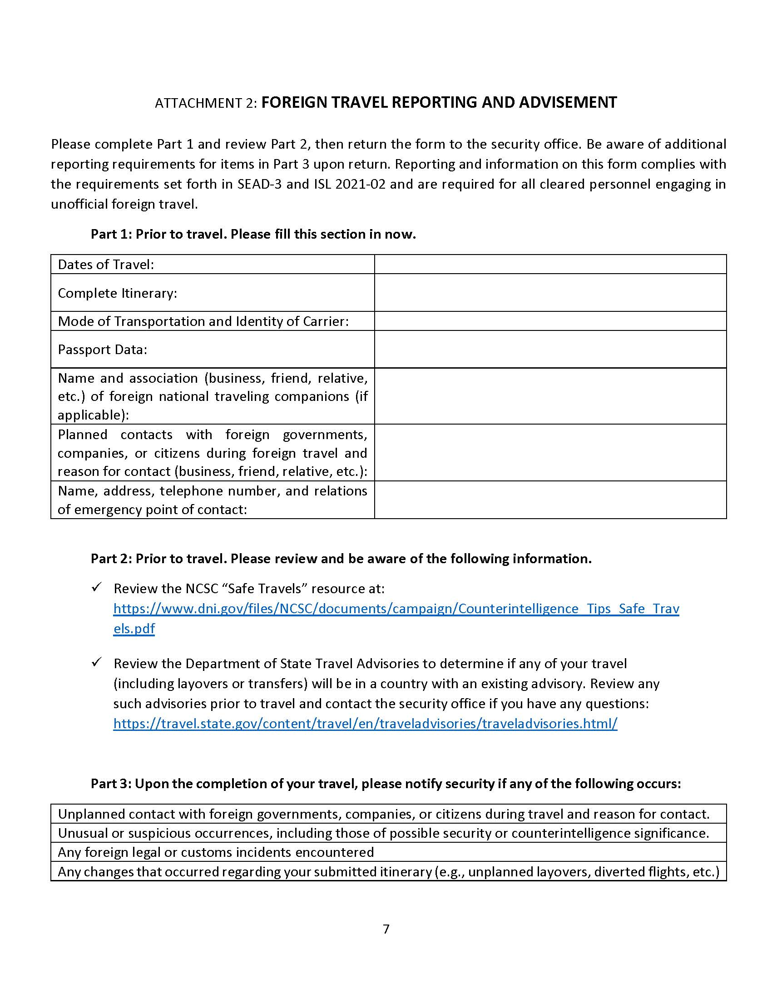 ATTACHMENT 2: FOREIGN TRAVEL REPORTING AND ADVISEMENT
Please complete Part 1 and review Part 2, then return the form to the security office. Be aware of additional
reporting requirements for items in Part 3 upon return. Reporting and information on this form complies with
the requirements set forth in SEAD-3 and ISL 2021-02 and are required for all cleared personnel engaging in
unofficial foreign travel.
Part 1: Prior to travel. Please fill this section in now.
Dates of Travel:
Complete Itinerary:
Mode of Transportation and Identity of Carrier:
Passport Data:
Name and association (business, friend, relative,
etc.) of foreign national traveling companions (if
applicable):
Planned contacts with foreign governments,
companies, or citizens during foreign travel and
reason for contact (business, friend, relative, etc.):
Name, address, telephone number, and relations
of emergency point of contact:
Part 2: Prior to travel. Please review and be aware of the following information.
✓ Review the NCSC “Safe Travels” resource at:
https://www.dni.gov/files/NCSC/documents/campaign/Counterintelligence_Tips_Safe_Trav
els.pdf
✓ Review the Department of State Travel Advisories to determine if any of your travel
(including layovers or transfers) will be in a country with an existing advisory. Review any
such advisories prior to travel and contact the security office if you have any questions:
https://travel.state.gov/content/travel/en/traveladvisories/traveladvisories.html/
Part 3: Upon the completion of your travel, please notify security if any of the following occurs:
Unplanned contact with foreign governments, companies, or citizens during travel and reason for contact.
Unusual or suspicious occurrences, including those of possible security or counterintelligence significance.
Any foreign legal or customs incidents encountered
Any changes that occurred regarding your submitted itinerary (e.g., unplanned layovers, diverted flights, etc.)
7